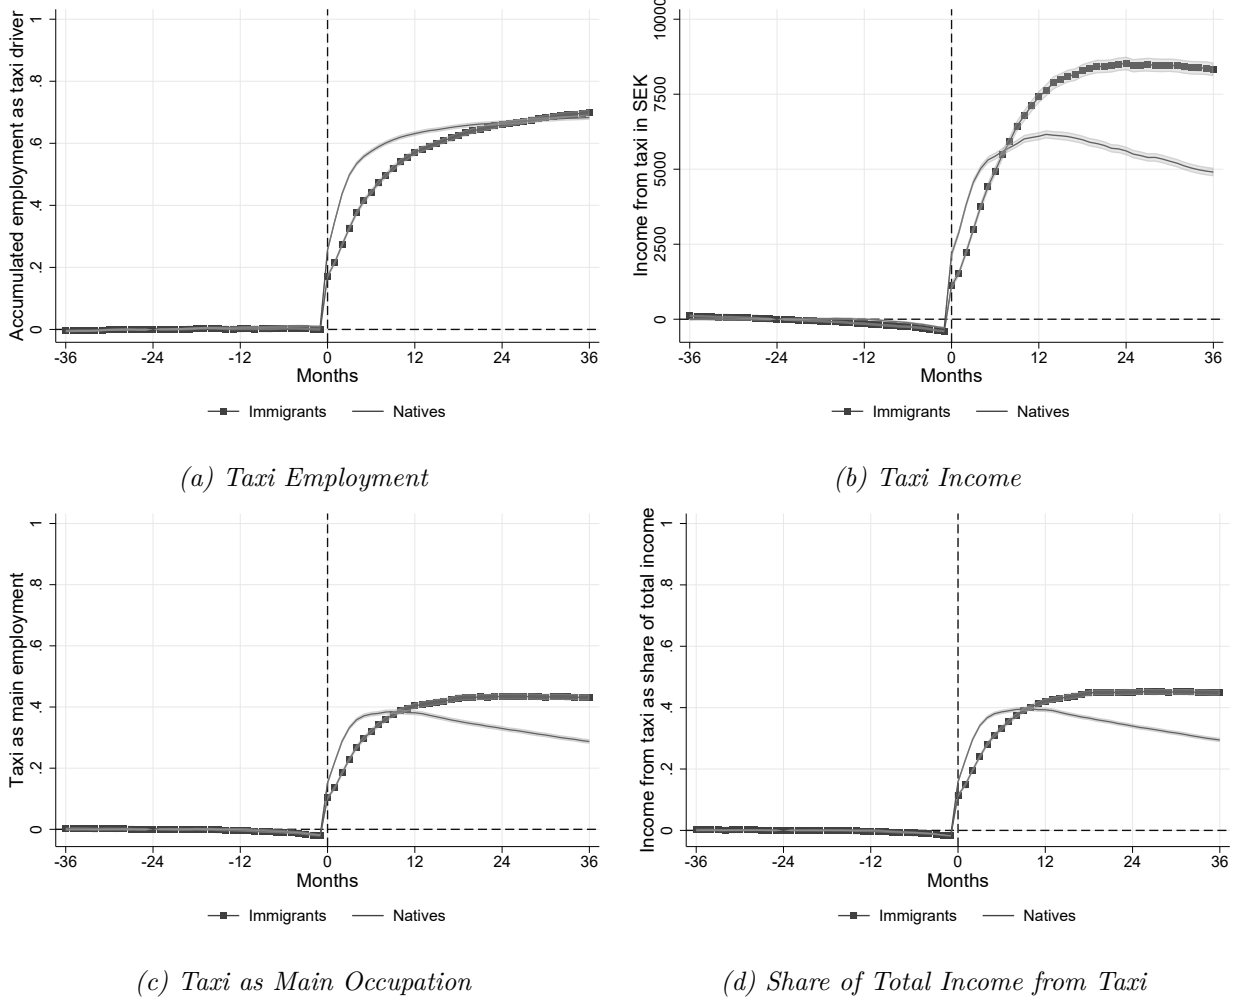 Accumulated employment as taxi driver
1
.8
.6
.4
.2
0
-36 -24 -12 0 12 24 36
Months
Immigrants Natives
(a) Taxi Employment
Income from taxi in SEK
10000
7500
5000
2500
0
-36 -24 -12 0 12 24 36
Months
Immigrants Natives
(b) Taxi Income
Taxi as main employment
1
.8
.6
.4
.2
0
-36 -24 -12 0 12 24 36
Months
Immigrants Natives
(c) Taxi as Main Occupation
Income from taxi as share of total income
1
.8
.6
.4
.2
0
-36 -24 -12 0 12 24 36
Months
Immigrants Natives
(d) Share of Total Income from Taxi